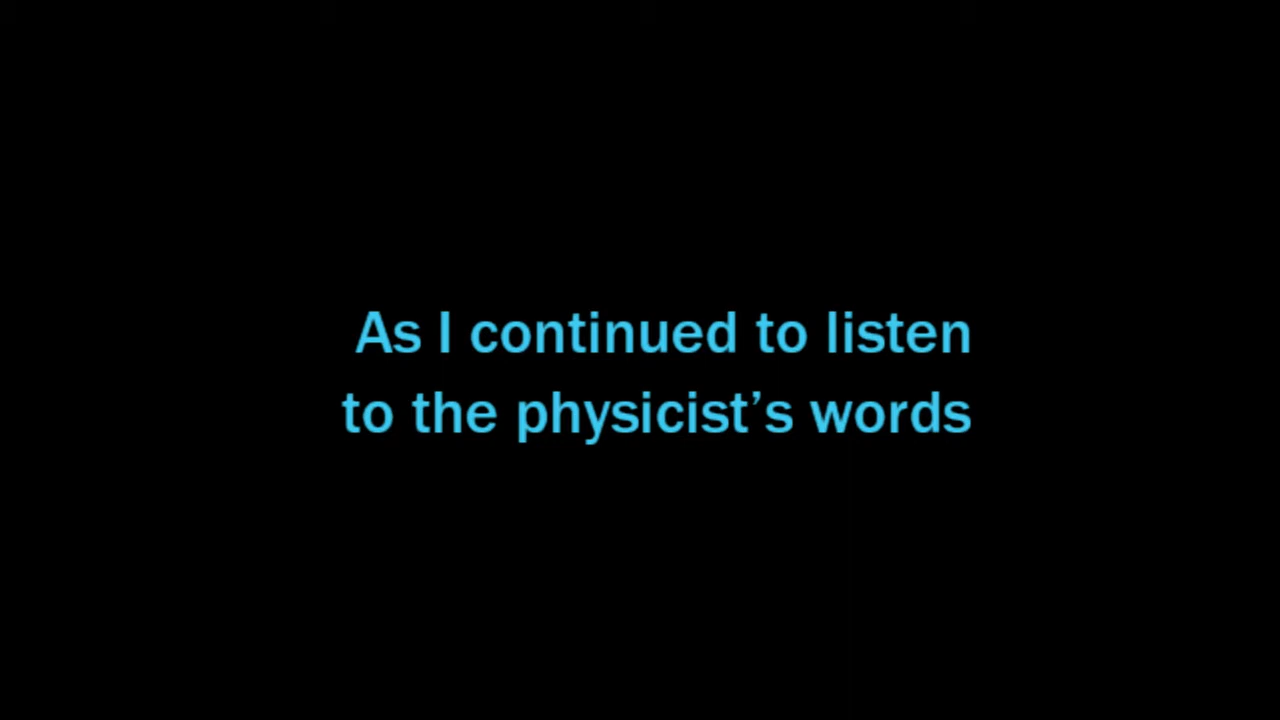 As I continued to listen
to the physicist’s words